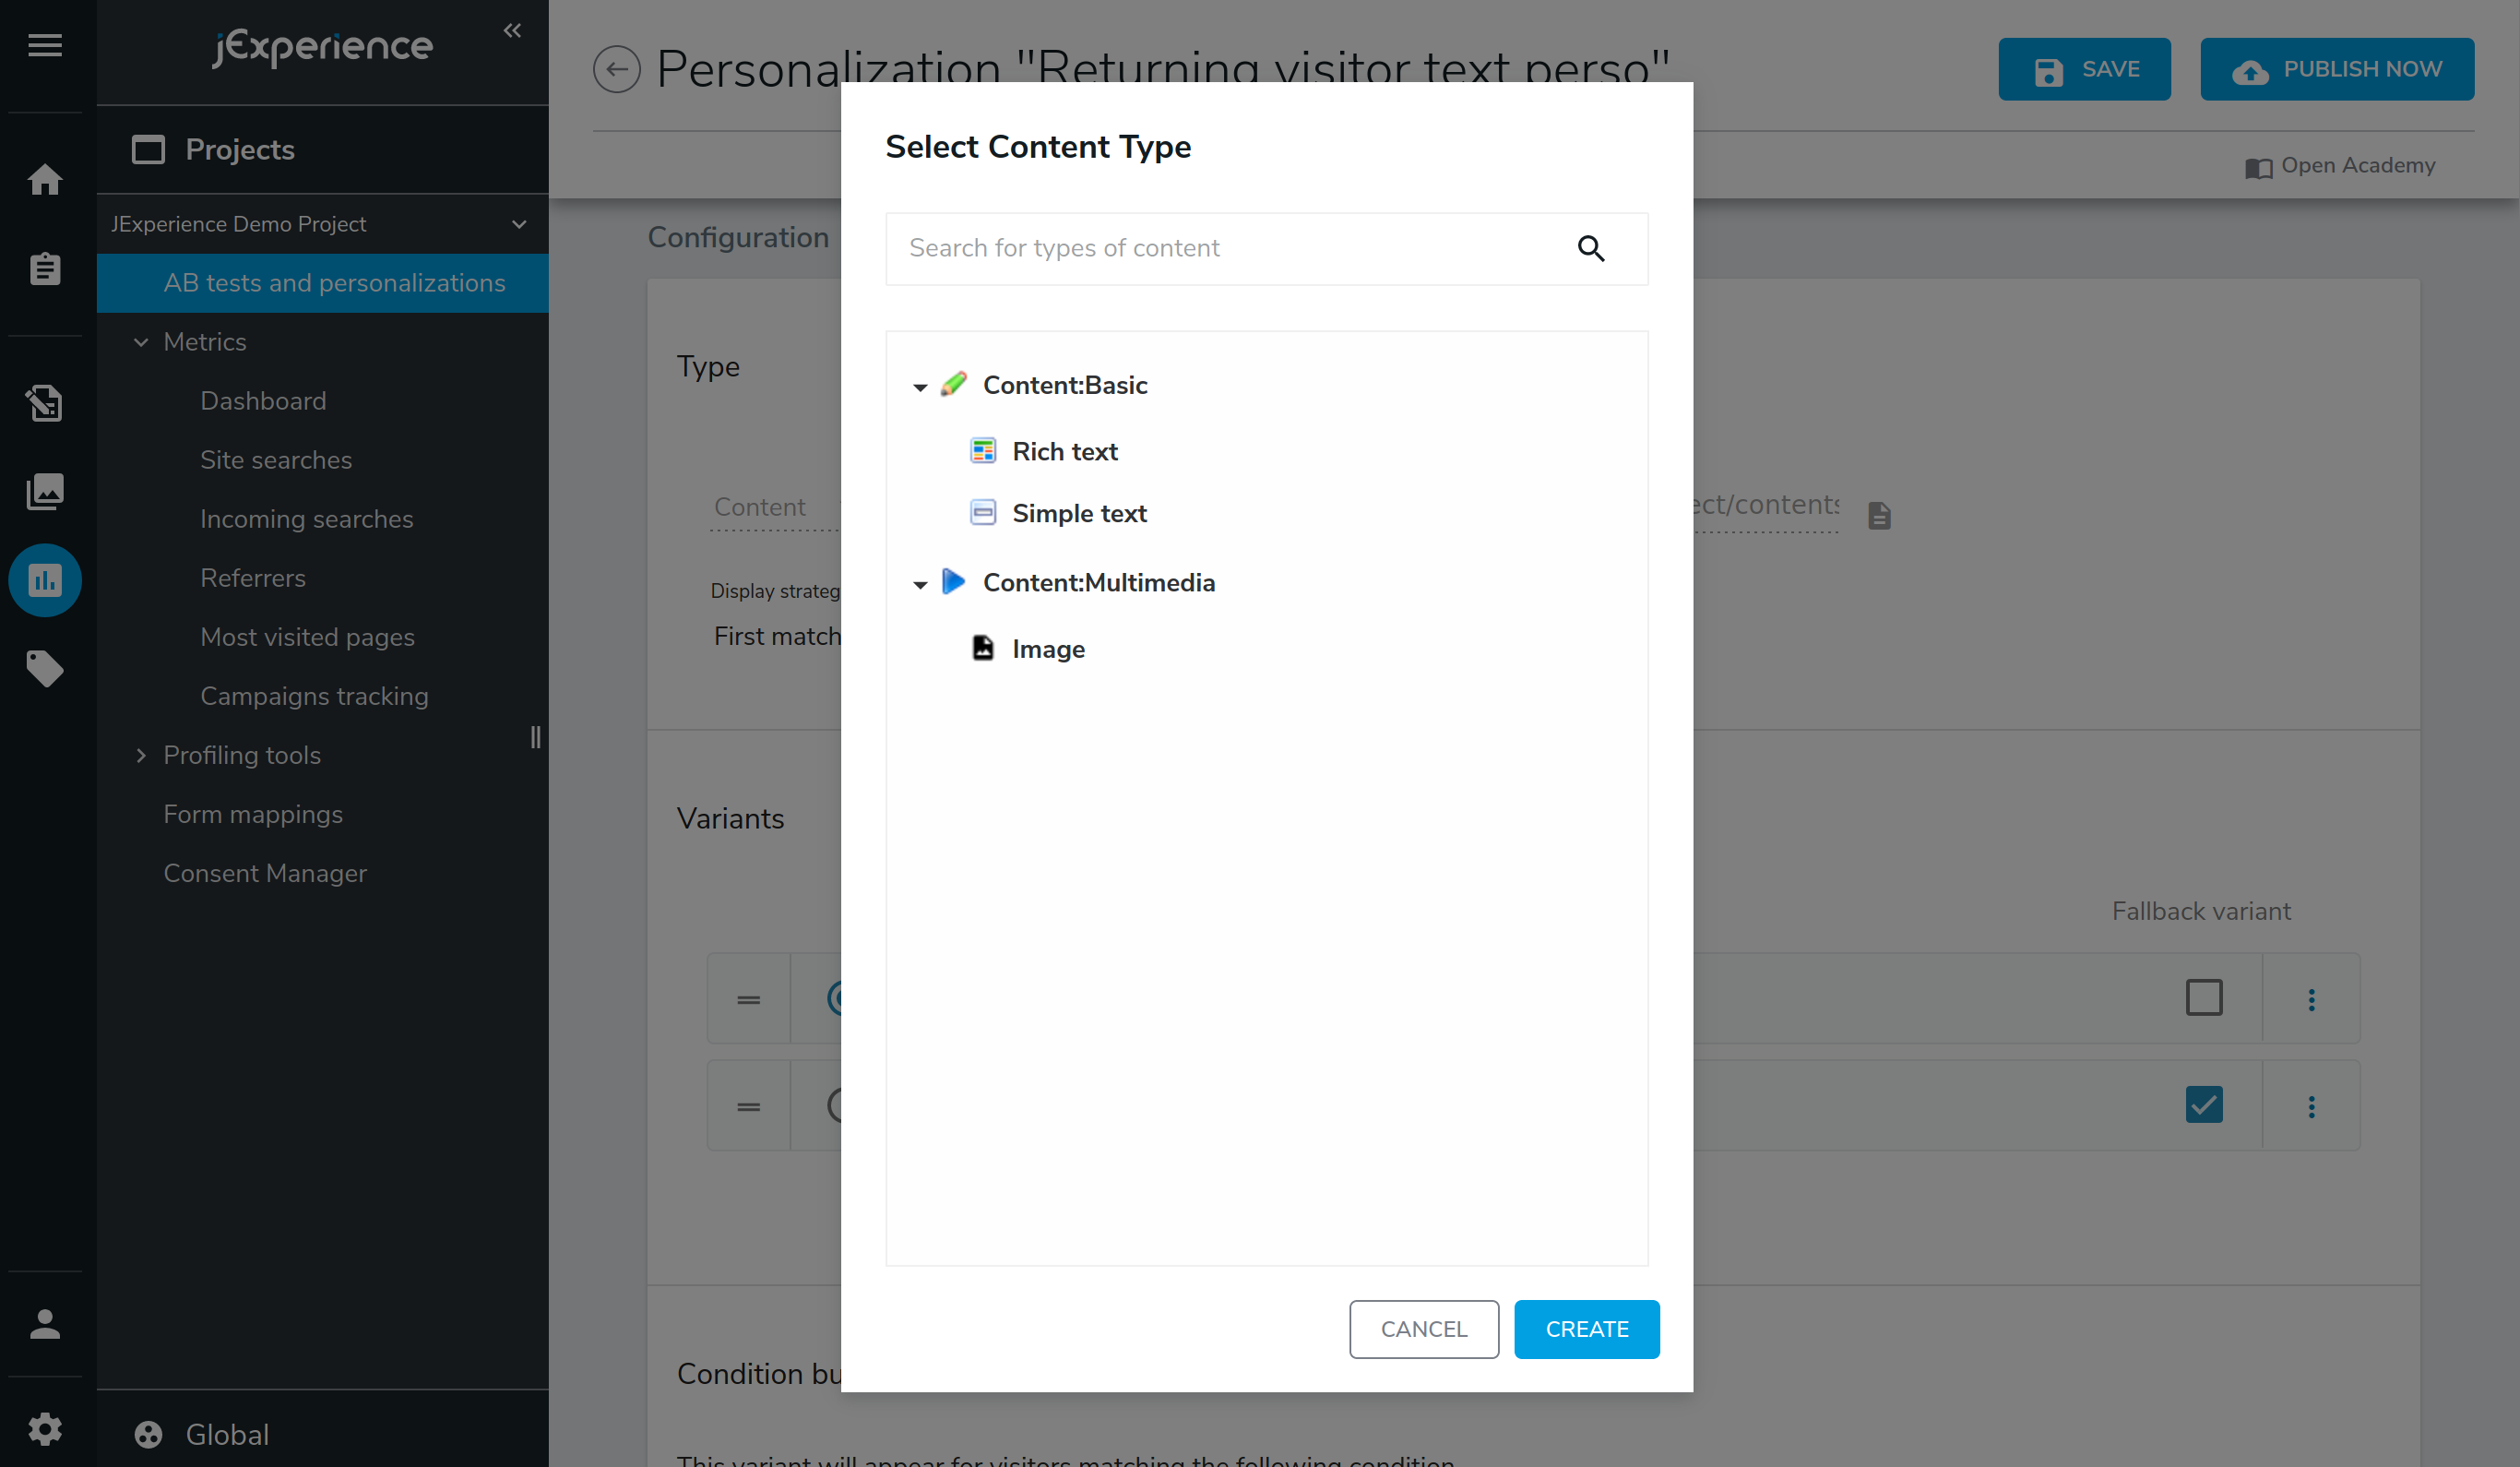 jExperience
Projects
JExperience Demo Project
AB tests and personalizations
Metrics
Dashboard
Site searches
Incoming searches
Referrers
Most visited pages
Campaigns tracking
Profiling tools
Form mappings
Consent Manager
Global
Personalization "Returning visitor text perso"
SAVE
PUBLISH NOW
Open Academy
Configuration
Type
Content
ect/contents
Display strateg
First match
Variants
Fallback variant
Condition bu
This variant will appear for visitors matching the following condition
Select Content Type
Search for types of content
Content:Basic
Rich text
Simple text
Content:Multimedia
Image
CANCEL
CREATE